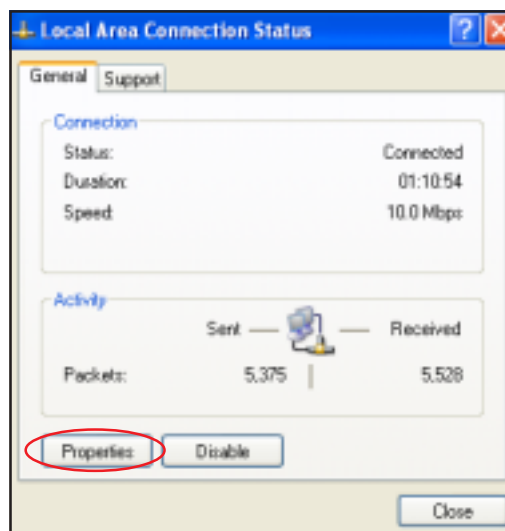 Local Area Connection Status
General Support
Connection
Status: Connected
Duration: 01:10:54
Speed: 10.0 Mbps
Activity
Sent — — Received
Packets: 5,375 | 5,528
Properties Disable
Close